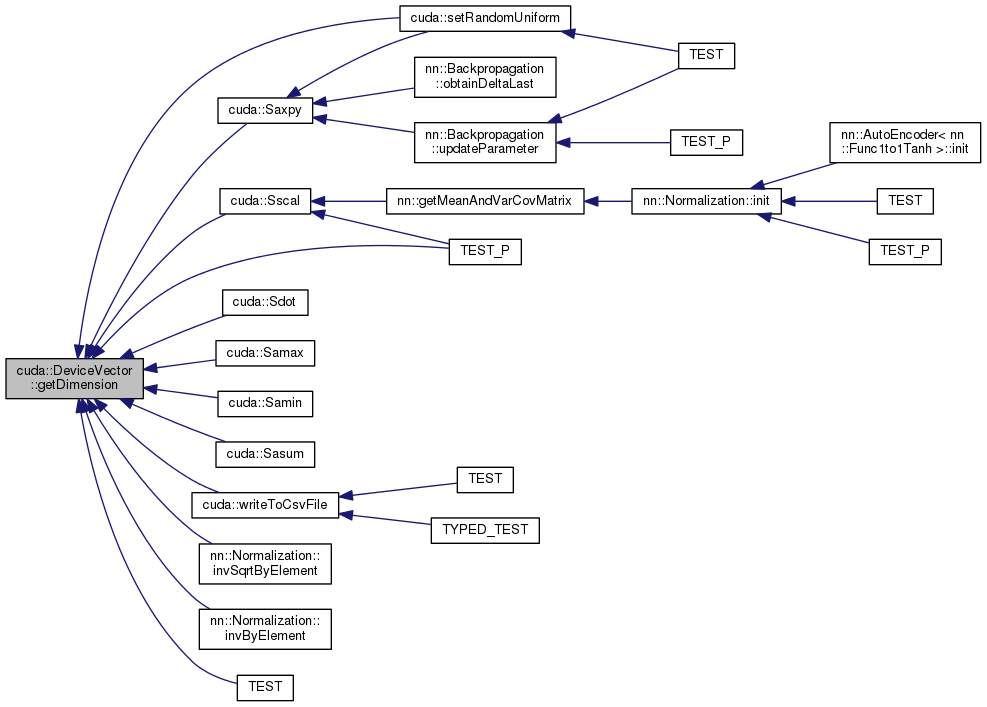 cuda::setRandomUniform
TEST
nn::Backpropagation
::obtainDeltaLast
cuda::Saxpy
nn::Backpropagation
::updateParameter
TEST_P
nn::AutoEncoder< nn
::Func1to1Tanh >::init
cuda::Sscal
nn::getMeanAndVarCovMatrix
nn::Normalization::init
TEST
TEST_P
TEST_P
cuda::Sdot
cuda::Samax
cuda::DeviceVector
::getDimension
cuda::Samin
cuda::Sasum
TEST
cuda::writeToCsvFile
TYPED_TEST
nn::Normalization::
invSqrtByElement
nn::Normalization::
invByElement
TEST